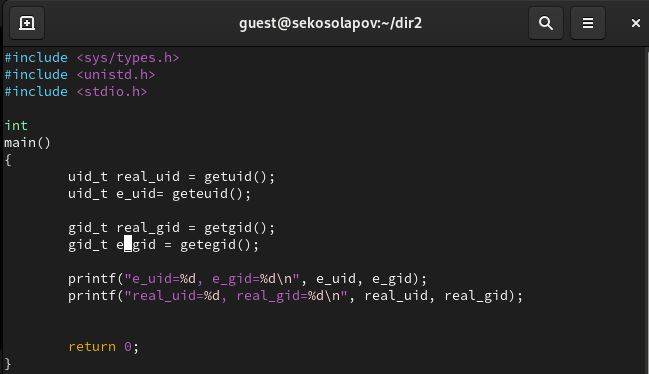 guest@sekosolapov:~/dir2
#include <sys/types.h>
#include <unistd.h>
#include <stdio.h>

int
main()
{
        uid_t real_uid = getuid();
        uid_t e_uid= geteuid();

        gid_t real_gid = getgid();
        gid_t e_gid = getegid();

        printf("e_uid=%d, e_gid=%d\n", e_uid, e_gid);
        printf("real_uid=%d, real_gid=%d\n", real_uid, real_gid);


        return 0;
}